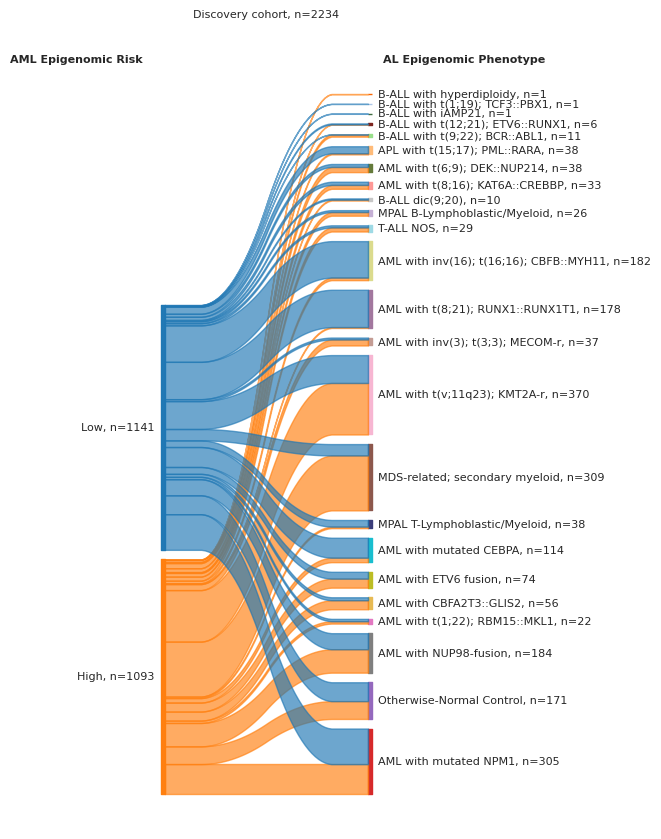 Discovery cohort, n=2234
AML Epigenomic Risk
AL Epigenomic Phenotype
B-ALL with hyperdiploidy, n=1
B-ALL with t(1;19); TCF3::PBX1, n=1
B-ALL with iAMP21, n=1
B-ALL with t(12;21); ETV6::RUNX1, n=6
B-ALL with t(9;22); BCR::ABL1, n=11
APL with t(15;17); PML::RARA, n=38
AML with t(6;9); DEK::NUP214, n=38
AML with t(8;16); KAT6A::CREBBP, n=33
B-ALL dic(9;20), n=10
MPAL B-Lymphoblastic/Myeloid, n=26
T-ALL NOS, n=29
AML with inv(16); t(16;16); CBFB::MYH11, n=182
AML with t(8;21); RUNX1::RUNX1T1, n=178
AML with inv(3); t(3;3); MECOM-r, n=37
AML with t(v;11q23); KMT2A-r, n=370
Low, n=1141
MDS-related; secondary myeloid, n=309
MPAL T-Lymphoblastic/Myeloid, n=38
AML with mutated CEBPA, n=114
AML with ETV6 fusion, n=74
AML with CBFA2T3::GLIS2, n=56
AML with t(1;22); RBM15::MKL1, n=22
AML with NUP98-fusion, n=184
High, n=1093
Otherwise-Normal Control, n=171
AML with mutated NPM1, n=305